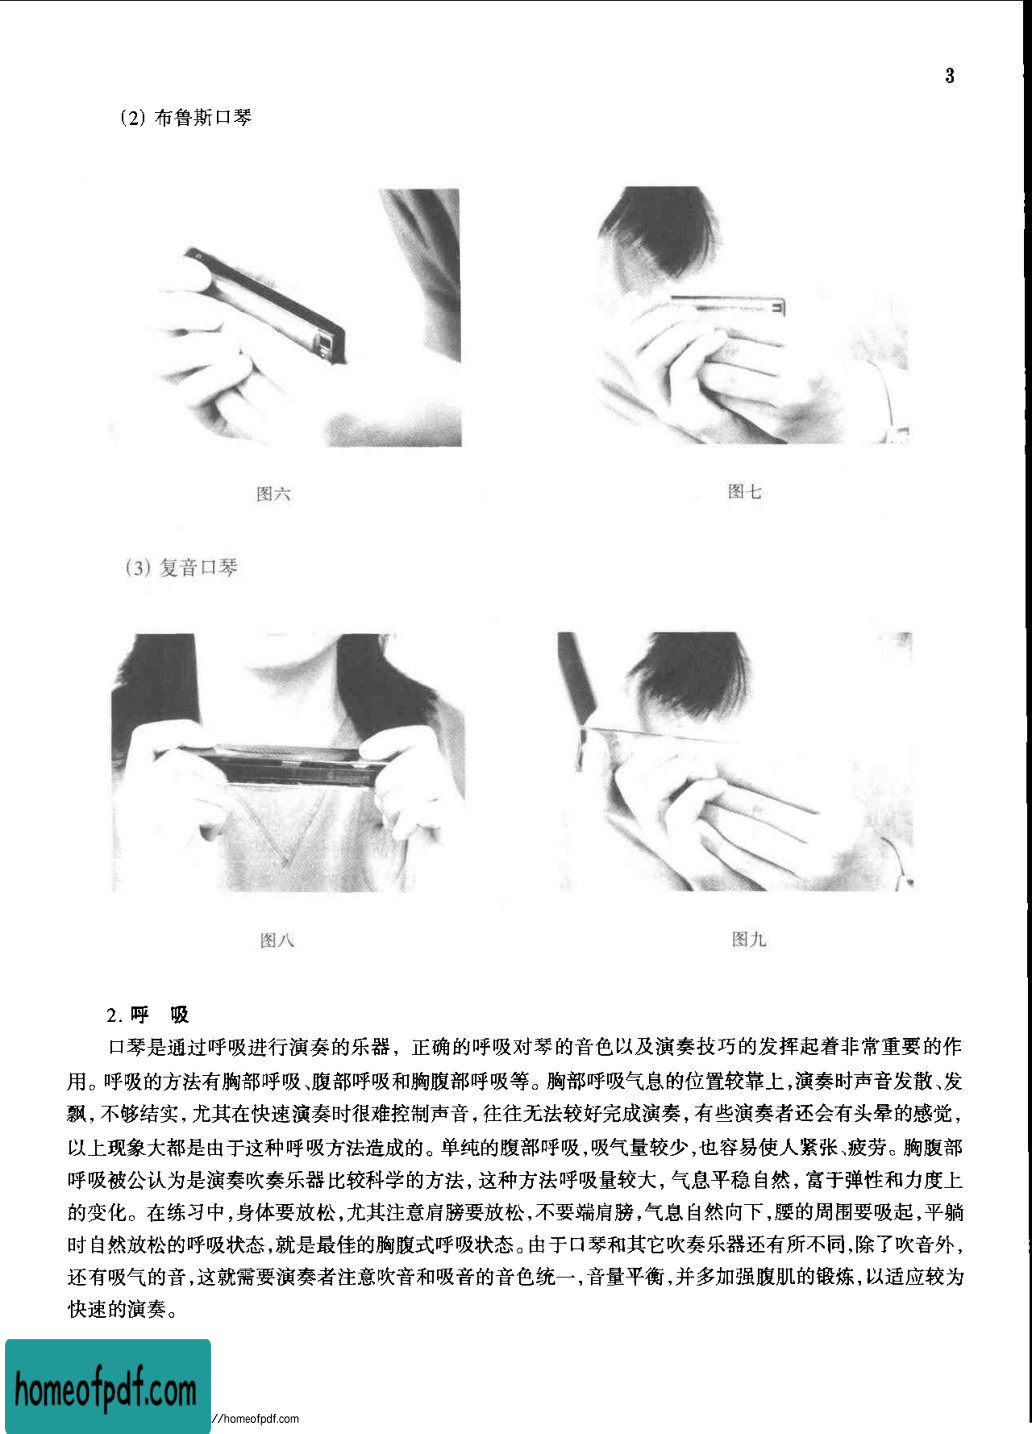 3
(2) 布鲁斯口琴
图六
图七
(3) 复音口琴
图八
图九
2. 呼 吸
口琴是通过呼吸进行演奏的乐器, 正确的呼吸对琴的音色以及演奏技巧的发挥起着非常重要的作
用。呼吸的方法有胸部呼吸、腹部呼吸和胸腹部呼吸等。胸部呼吸气息的位置较靠上,演奏时声音发散、发
飘, 不够结实, 尤其在快速演奏时很难控制声音, 往往无法较好完成演奏, 有些演奏者还会有头晕的感觉,
以上现象大都是由于这种呼吸方法造成的。单纯的腹部呼吸,吸气量较少,也容易使人紧张、疲劳。胸腹部
呼吸被公认为是演奏吹奏乐器比较科学的方法, 这种方法呼吸量较大, 气息平稳自然, 富于弹性和力度上
的变化。在练习中,身体要放松,尤其注意肩膀要放松,不要端肩膀,气息自然向下,腰的周围要吸起,平躺
时自然放松的呼吸状态,就是最佳的胸腹式呼吸状态。由于口琴和其它吹奏乐器还有所不同,除了吹音外,
还有吸气的音,这就需要演奏者注意吹音和吸音的音色统一,音量平衡,并多加强腹肌的锻炼,以适应较为
快速的演奏。
homeofpdf.com
//homeofpdf.com